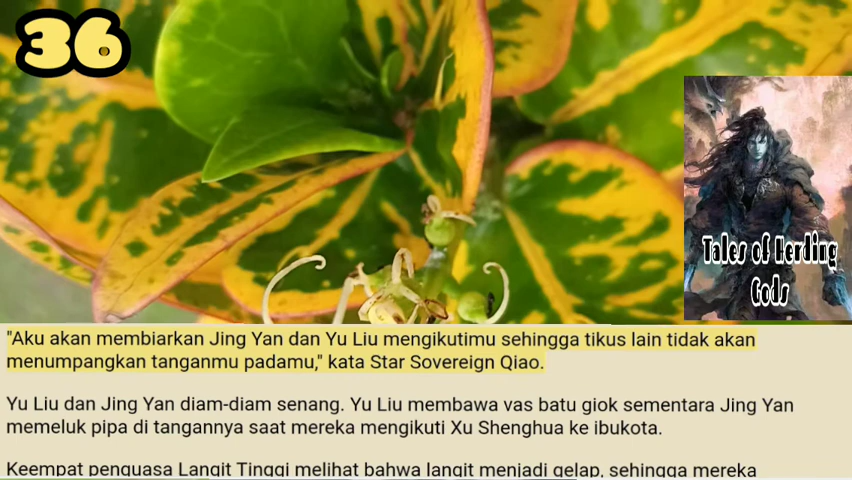 36
Tales of Herding
Gods
"Aku akan membiarkan Jing Yan dan Yu Liu mengikutimu sehingga tikus lain tidak akan
menumpangkan tanganmu padamu," kata Star Sovereign Qiao.
Yu Liu dan Jing Yan diam-diam senang. Yu Liu membawa vas batu giok sementara Jing Yan
memeluk pipa di tangannya saat mereka mengikuti Xu Shenghua ke ibukota.
Keempat penguasa Langit Tinggi melihat bahwa langit menjadi gelap, sehingga mereka